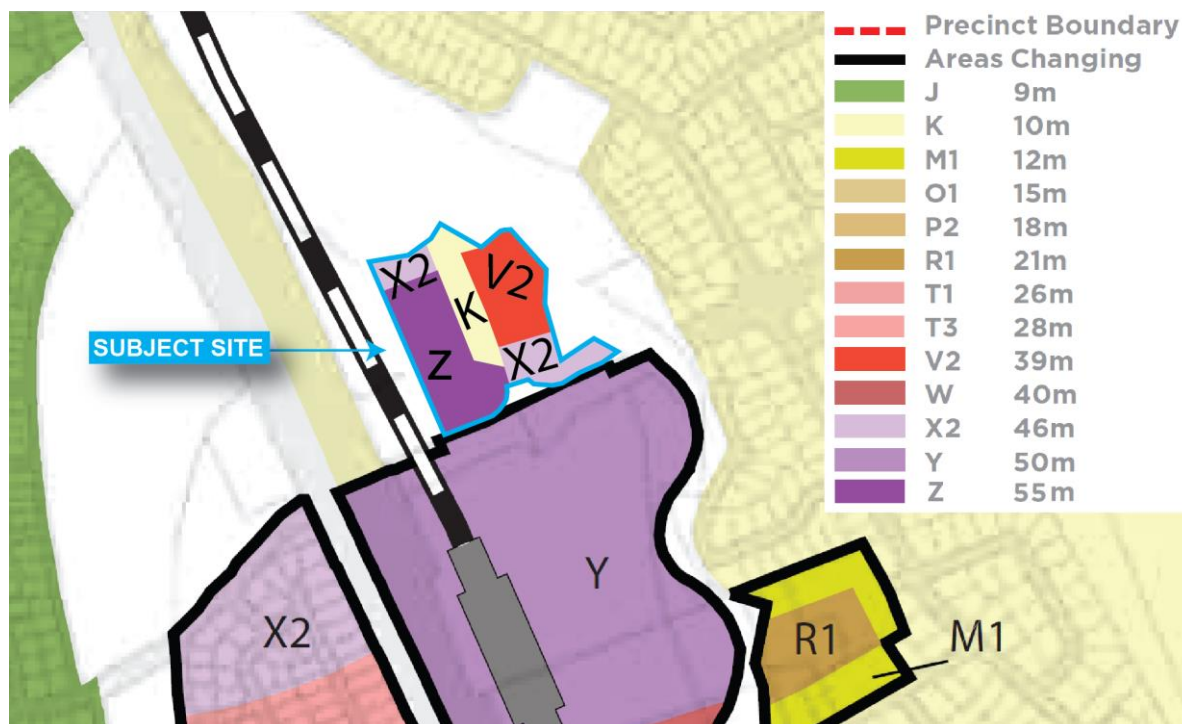 Precinct Boundary
Areas Changing
J 9m
K 10m
M1 12m
O1 15m
P2 18m
R1 21m
T1 26m
T3 28m
V2 39m
W 40m
X2 46m
Y 50m
Z 55m
X2
V2
K
SUBJECT SITE
Z
X2
Y
X2
R1
M1